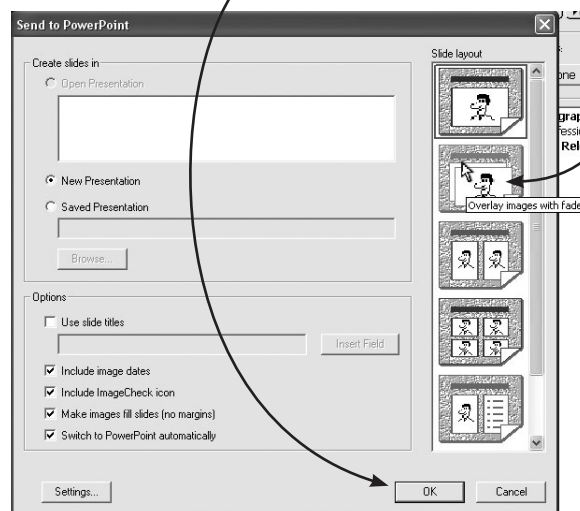 Send to PowerPoint
Create slides in
Open Presentation
New Presentation
Saved Presentation
Browse...
Options
Use slide titles
Insert Field
Include image dates
Include ImageCheck icon
Make images fill slides (no margins)
Switch to PowerPoint automatically
Settings...
OK
Cancel
Slide layout
Overlay images with fade
Rel